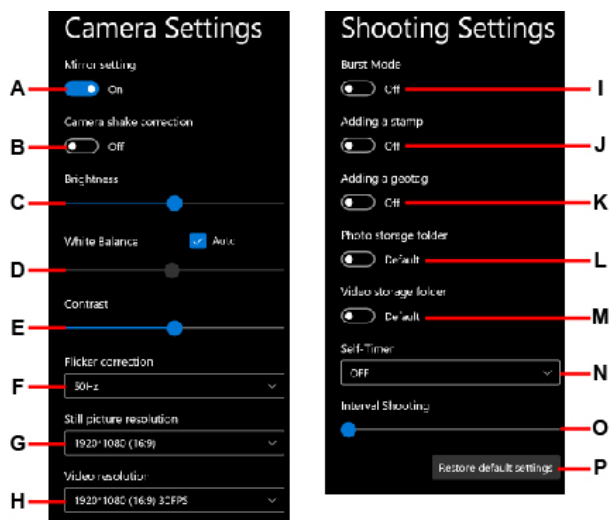 Camera Settings
Mirror setting
A
On
Camera shake correction
B
Off
Brightness
C
White Balance
Auto
D
Contrast
E
Flicker correction
F
50Hz
Still picture resolution
G
1920*1080 (16:9)
Video resolution
H
1920*1080 (16:9) 30FPS
Shooting Settings
Burst Mode
Off
I
Adding a stamp
Off
J
Adding a geotag
Off
K
Photo storage folder
Default
L
Video storage folder
Default
M
Self-Timer
OFF
N
Interval Shooting
O
Restore default settings
P